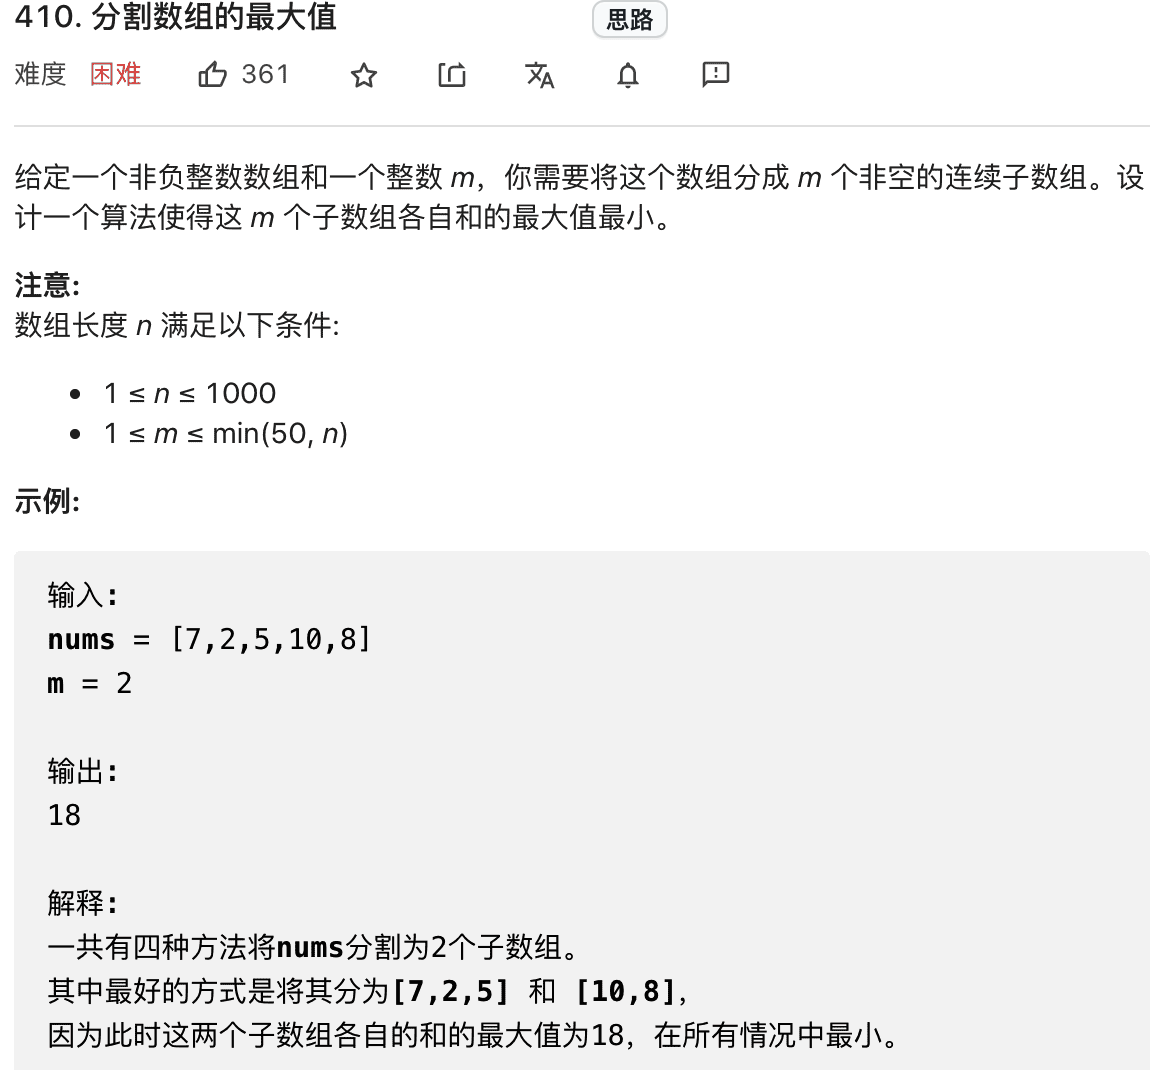 410. 分割数组的最大值
思路
难度 困难 361
给定一个非负整数数组和一个整数 m，你需要将这个数组分成 m 个非空的连续子数组。设
计一个算法使得这 m 个子数组各自和的最大值最小。
注意:
数组长度 n 满足以下条件:
• 1 ≤ n ≤ 1000
• 1 ≤ m ≤ min(50, n)
示例:
输入:
nums = [7,2,5,10,8]
m = 2
输出:
18
解释:
一共有四种方法将nums分割为2个子数组。
其中最好的方式是将其分为[7,2,5] 和 [10,8]，
因为此时这两个子数组各自的和的最大值为18，在所有情况中最小。